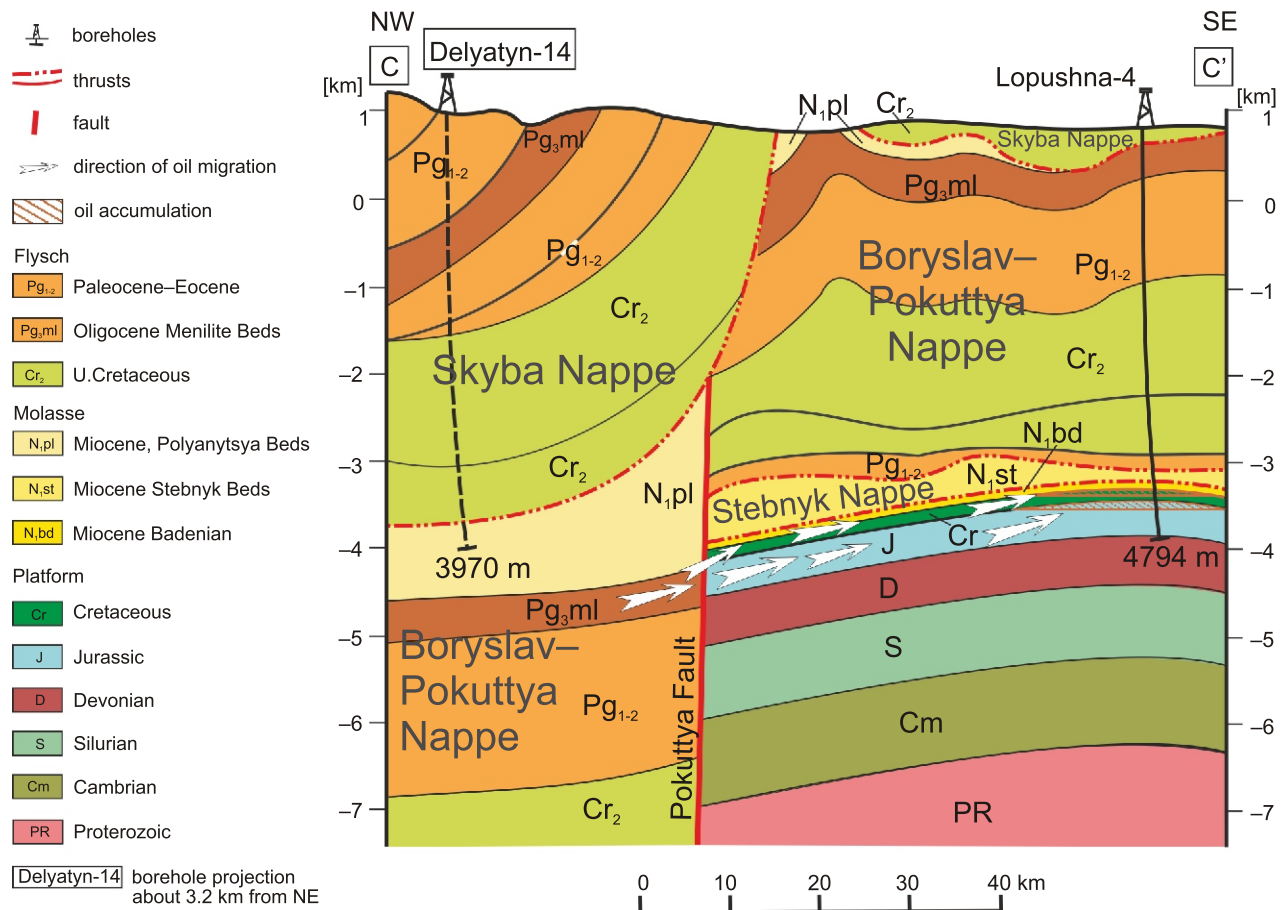 boreholes
thrusts
fault
direction of oil migration
oil accumulation
Flysch
Pg₁₋₂ Paleocene–Eocene
Pg₃ml Oligocene Menilite Beds
Cr₂ U.Cretaceous
Molasse
N₁pl Miocene, Polyanytsya Beds
N₁st Miocene Stebnyk Beds
N₁bd Miocene Badenian
Platform
Cr Cretaceous
J Jurassic
D Devonian
S Silurian
Cm Cambrian
PR Proterozoic
Delyatyn-14 borehole projection
about 3.2 km from NE
NW
SE
C
Delyatyn-14
Lopushna-4
C’
[km]
[km]
1
0
–1
–2
–3
–4
–5
–6
–7
1
0
–1
–2
–3
–4
–5
–6
–7
Pg₁₋₂
Pg₃ml
Pg₁₋₂
Cr₂
Skyba Nappe
Cr₂
N₁pl
3970 m
Pg₃ml
Boryslav–
Pokuttya
Nappe
Pg₁₋₂
Cr₂
Pokuttya Fault
N₁pl
Cr₂
Skyba Nappe
Pg₃ml
Boryslav–
Pokuttya
Nappe
Pg₁₋₂
Cr₂
N₁bd
Pg₁₋₂
N₁st
Stebnyk Nappe
Cr
J
4794 m
D
S
Cm
PR
0 10 20 30 40 km